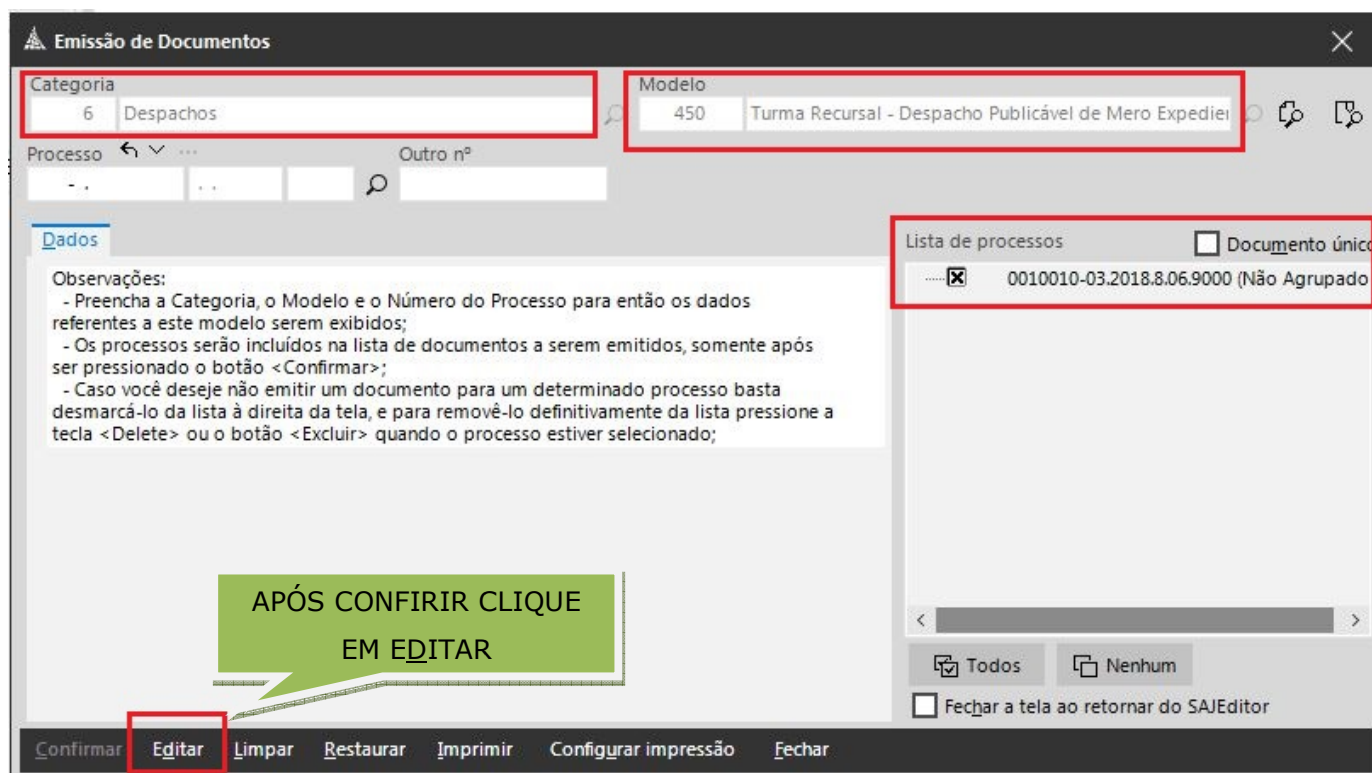 Emissão de Documentos
Categoria
6 Despachos
Modelo
450 Turma Recursal - Despacho Publicável de Mero Expedier
Processo
Outro nº
- . . .
Dados
Observações:
- Preencha a Categoria, o Modelo e o Número do Processo para então os dados
referentes a este modelo serem exibidos;
- Os processos serão incluídos na lista de documentos a serem emitidos, somente após
ser pressionado o botão <Confirmar>;
- Caso você deseje não emitir um documento para um determinado processo basta
desmarcá-lo da lista à direita da tela, e para removê-lo definitivamente da lista pressione a
tecla <Delete> ou o botão <Excluir> quando o processo estiver selecionado;
Lista de processos
Documento único
0010010-03.2018.8.06.9000 (Não Agrupado
APÓS CONFIRIR CLIQUE
EM EDITAR
Todos
Nenhum
Fechar a tela ao retornar do SAJEditor
Confirmar Editar Limpar Restaurar Imprimir Configurar impressão Fechar